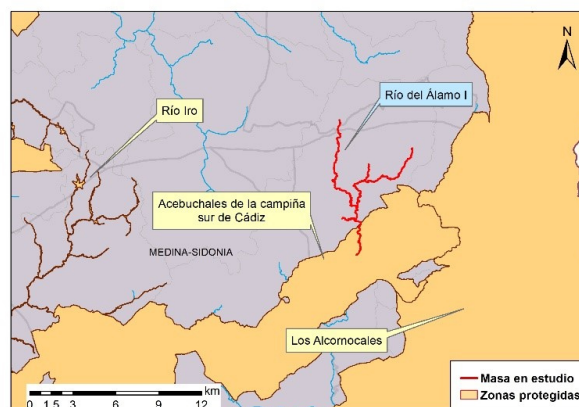 N
Río del Álamo I
Río Iro
Acebuchales de la campiña
sur de Cádiz
MEDINA-SIDONIA
Los Alcornocales
km
0 1,5 3 6 9 12
Masa en estudio
Zonas protegidas